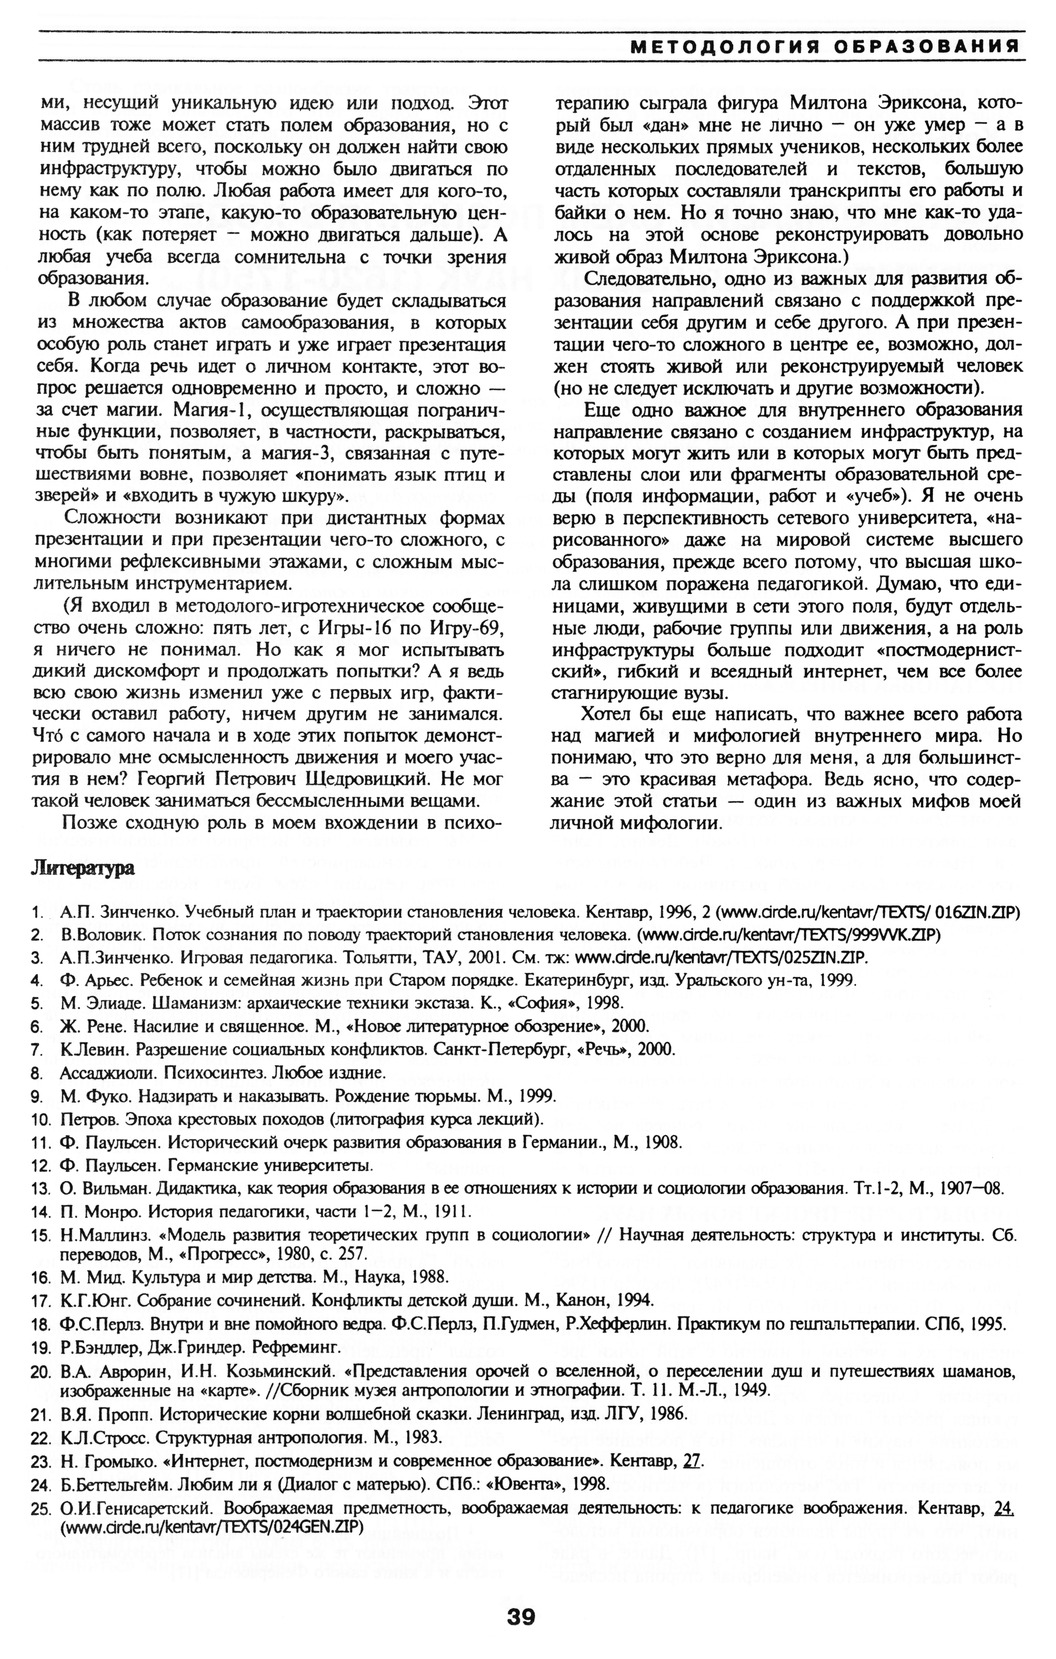 МЕТОДОЛОГИЯ ОБРАЗОВАНИЯ
ми, несущий уникальную идею или подход. Этот
массив тоже может стать полем образования, но с
ним трудней всего, поскольку он должен найти свою
инфраструктуру, чтобы можно было двигаться по
нему как по полю. Любая работа имеет для кого-то,
на каком-то этапе, какую-то образовательную цен-
ность (как потеряет — можно двигаться дальше). А
любая учеба всегда сомнительна с точки зрения
образования.
В любом случае образование будет складываться
из множества актов самообразования, в которых
особую роль станет играть и уже играет презентация
себя. Когда речь идет о личном контакте, этот во-
прос решается одновременно и просто, и сложно —
за счет магии. Магия-1, осуществляющая погранич-
ные функции, позволяет, в частности, раскрываться,
чтобы быть понятым, а магия-3, связанная с путе-
шествиями вовне, позволяет «понимать язык птиц и
зверей» и «входить в чужую шкуру».
Сложности возникают при дистантных формах
презентации и при презентации чего-то сложного, с
многими рефлексивными этажами, с сложным мыс-
лительным инструментарием.
(Я входил в методолого-игротехническое сообще-
ство очень сложно: пять лет, с Игры-16 по Игру-69,
я ничего не понимал. Но как я мог испытывать
дикий дискомфорт и продолжать попытки? А я ведь
всю свою жизнь изменил уже с первых игр, факти-
чески оставил работу, ничем другим не занимался.
Что́ с самого начала и в ходе этих попыток демонст-
рировало мне осмысленность движения и моего учас-
тия в нем? Георгий Петрович Щедровицкий. Не мог
такой человек заниматься бессмысленными вещами.
Позже сходную роль в моем вхождении в психо-
терапию сыграла фигура Милтона Эриксона, кото-
рый был «дан» мне не лично — он уже умер — а в
виде нескольких прямых учеников, нескольких более
отдаленных последователей и текстов, большую
часть которых составляли транскрипты его работы и
байки о нем. Но я точно знаю, что мне как-то уда-
лось на этой основе реконструировать довольно
живой образ Милтона Эриксона.)
Следовательно, одно из важных для развития об-
разования направлений связано с поддержкой пре-
зентации себя другим и себе другого. А при презен-
тации чего-то сложного в центре ее, возможно, дол-
жен стоять живой или реконструируемый человек
(но не следует исключать и другие возможности).
Еще одно важное для внутреннего образования
направление связано с созданием инфраструктур, на
которых могут жить или в которых могут быть пред-
ставлены слои или фрагменты образовательной сре-
ды (поля информации, работ и «учеб»). Я не очень
верю в перспективность сетевого университета, «на-
рисованного» даже на мировой системе высшего
образования, прежде всего потому, что высшая шко-
ла слишком поражена педагогикой. Думаю, что еди-
ницами, живущими в сети этого поля, будут отдель-
ные люди, рабочие группы или движения, а на роль
инфраструктуры больше подходит «постмодернист-
ский», гибкий и всеядный интернет, чем все более
стагнирующие вузы.
Хотел бы еще написать, что важнее всего работа
над магией и мифологией внутреннего мира. Но
понимаю, что это верно для меня, а для большинст-
ва — это красивая метафора. Ведь ясно, что содер-
жание этой статьи — один из важных мифов моей
личной мифологии.
Литература
1. А.П. Зинченко. Учебный план и траектории становления человека. Кентавр, 1996, 2 (www.circle.ru/kentavr/TEXTS/ 016ZIN.ZIP)
2. В.Воловик. Поток сознания по поводу траекторий становления человека. (www.circle.ru/kentavr/TEXTS/999VVK.ZIP)
3. А.П.Зинченко. Игровая педагогика. Тольятти, ТАУ, 2001. См. тж: www.circle.ru/kentavr/TEXTS/025ZIN.ZIP.
4. Ф. Арьес. Ребенок и семейная жизнь при Старом порядке. Екатеринбург, изд. Уральского ун-та, 1999.
5. М. Элиаде. Шаманизм: архаические техники экстаза. К., «София», 1998.
6. Ж. Рене. Насилие и священное. М., «Новое литературное обозрение», 2000.
7. К.Левин. Разрешение социальных конфликтов. Санкт-Петербург, «Речь», 2000.
8. Ассаджиоли. Психосинтез. Любое издние.
9. М. Фуко. Надзирать и наказывать. Рождение тюрьмы. М., 1999.
10. Петров. Эпоха крестовых походов (литография курса лекций).
11. Ф. Паульсен. Исторический очерк развития образования в Германии., М., 1908.
12. Ф. Паульсен. Германские университеты.
13. О. Вильман. Дидактика, как теория образования в ее отношениях к истории и социологии образования. Тт.1-2, М., 1907—08.
14. П. Монро. История педагогики, части 1—2, М., 1911.
15. Н.Маллинз. «Модель развития теоретических групп в социологии» // Научная деятельность: структура и институты. Сб.
переводов, М., «Прогресс», 1980, с. 257.
16. М. Мид. Культура и мир детства. М., Наука, 1988.
17. К.Г.Юнг. Собрание сочинений. Конфликты детской души. М., Канон, 1994.
18. Ф.С.Перлз. Внутри и вне помойного ведра. Ф.С.Перлз, П.Гудмен, Р.Хефферлин. Практикум по гешпальттерапии. СПб, 1995.
19. Р.Бэндлер, Дж.Гриндер. Рефреминг.
20. В.А. Аврорин, И.Н. Козьминский. «Представления орочей о вселенной, о переселении душ и путешествиях шаманов,
изображенные на «карте». //Сборник музея антропологии и этнографии. Т. 11. М.-Л., 1949.
21. В.Я. Пропп. Исторические корни волшебной сказки. Ленинград, изд. ЛГУ, 1986.
22. К.Л.Стросс. Структурная антропология. М., 1983.
23. Н. Громыко. «Интернет, постмодернизм и современное образование». Кентавр, 27.
24. Б.Беттельгейм. Любим ли я (Диалог с матерью). СПб.: «Ювента», 1998.
25. О.И.Генисаретский. Воображаемая предметность, воображаемая деятельность: к педагогике воображения. Кентавр, 24.
(www.circle.ru/kentavr/TEXTS/024GEN.ZIP)
39